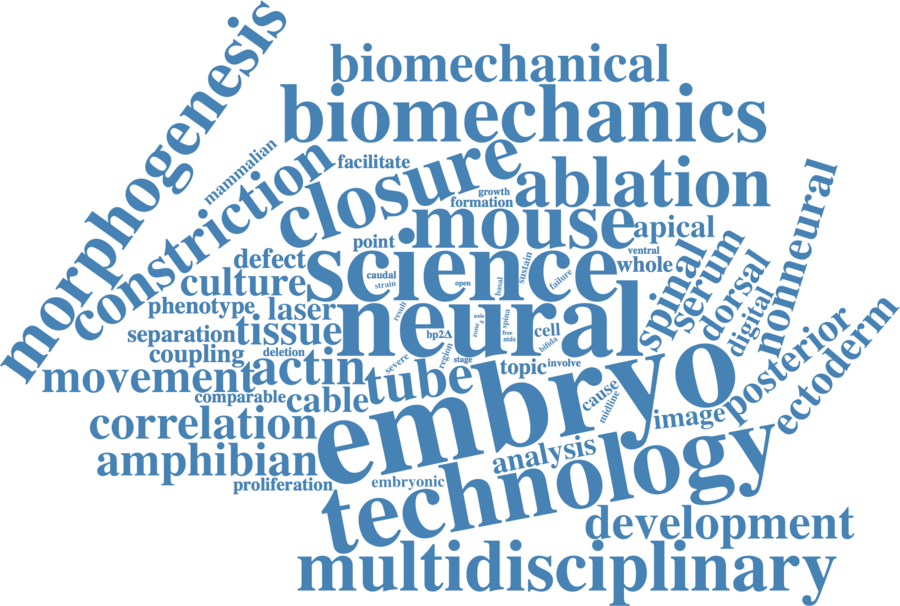 morphogenesis
biomechanical
biomechanics
mammalian
constriction
facilitate
closure
growth
formation
ablation
mouse
apical
nonneural
point
defect
science
ventral
whole
spinal
serum
dorsal
digital
culture
caudal
strain
open
basal
sustain
failure
phenotype
laser
result
neural
axis
zone
spina
free
ntds
cell
bifida
separation
tissue
bp2Δ
region
stage
coupling
deletion
severe
topic
involve
movement
actin
tube
embryo
cause
midline
image
posterior
ectoderm
comparable
cable
correlation
amphibian
analysis
proliferation
embryonic
technology
development
multidisciplinary